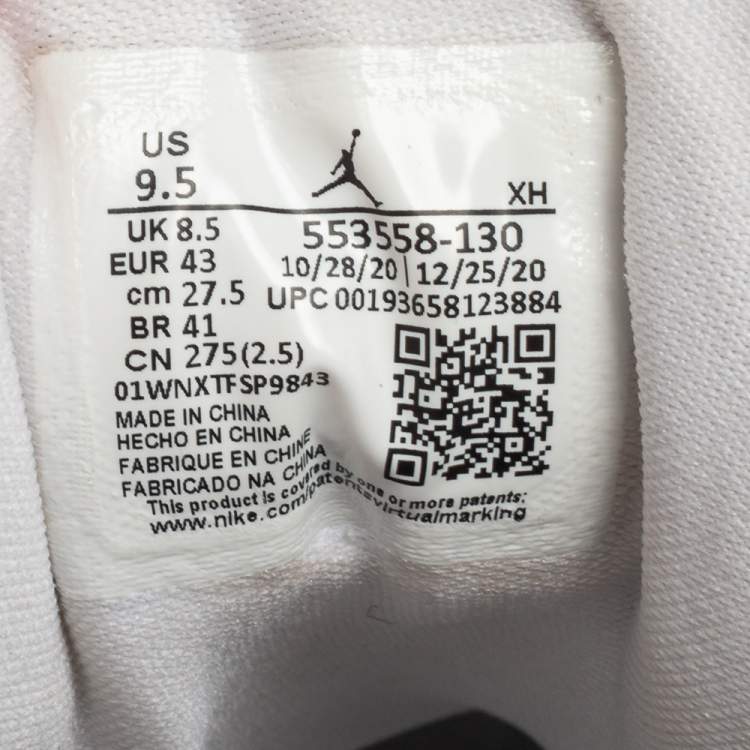 US
9.5
XH
UK 8.5
EUR 43
cm 27.5
BR 41
CN 275(2.5)
553558-130
10/28/20 | 12/25/20
UPC 00193658123884
01WNXTFSP9843
MADE IN CHINA
HECHO EN CHINA
FABRIQUE EN CHINE
FABRICADO NA CHINA
This product is covered by one or more patents:
www.nike.com/patentsvirtualmarking